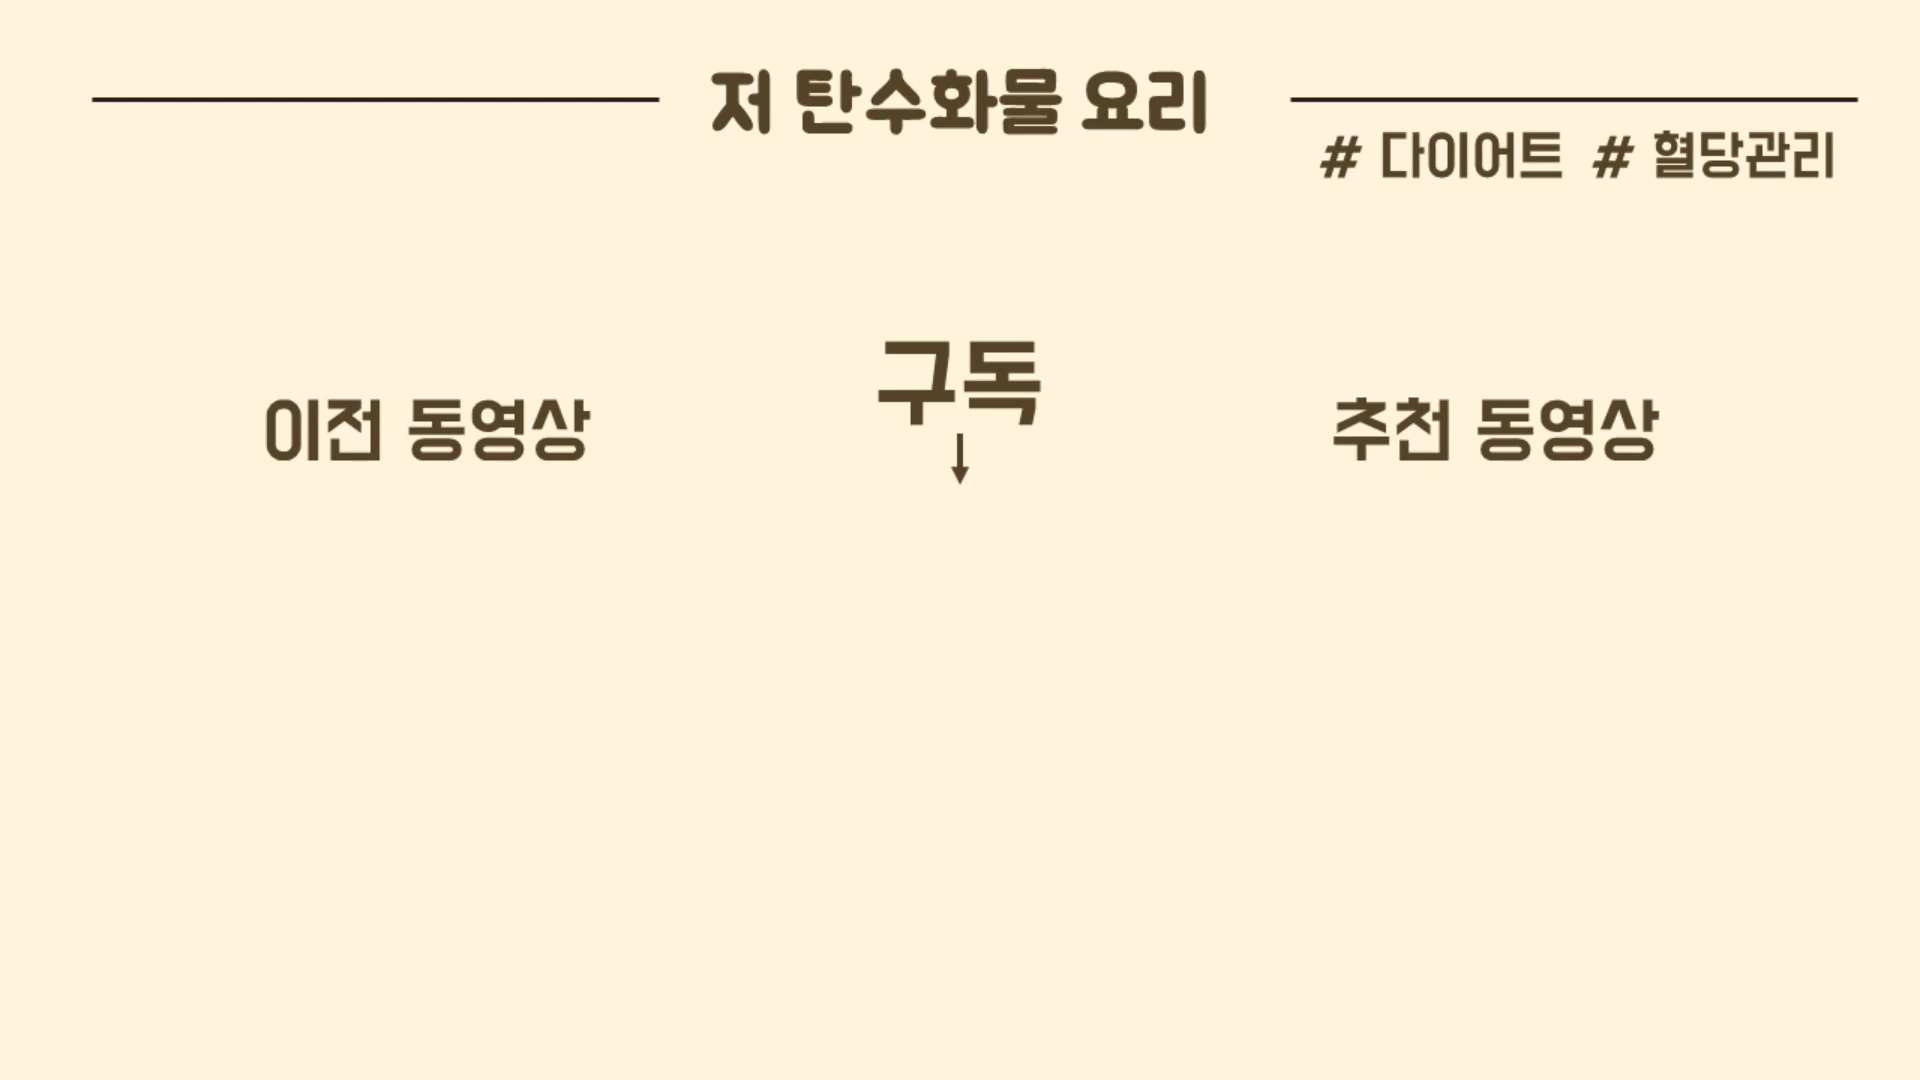 저 탄수화물 요리
# 다이어트 # 혈당관리
구독
이전 동영상
추천 동영상